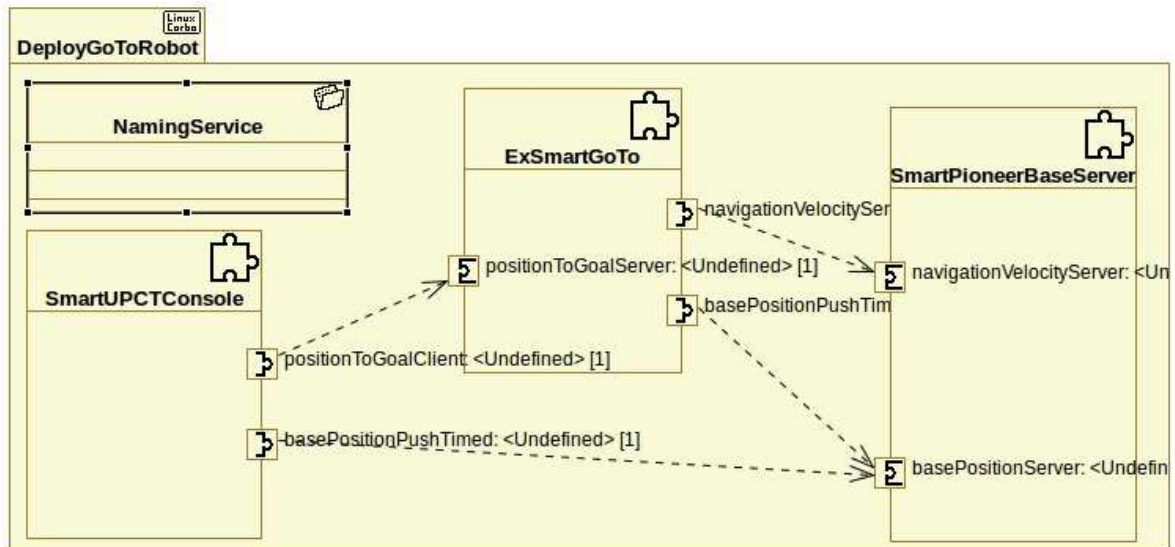 Linux
Corba
DeployGoToRobot
NamingService
ExSmartGoTo
SmartPioneerBaseServer
navigationVelocitySer
positionToGoalServer: <Undefined> [1]
navigationVelocityServer: <Un
SmartUPCTConsole
basePositionPushTim
positionToGoalClient: <Undefined> [1]
basePositionPushTimed: <Undefined> [1]
basePositionServer: <Undefin